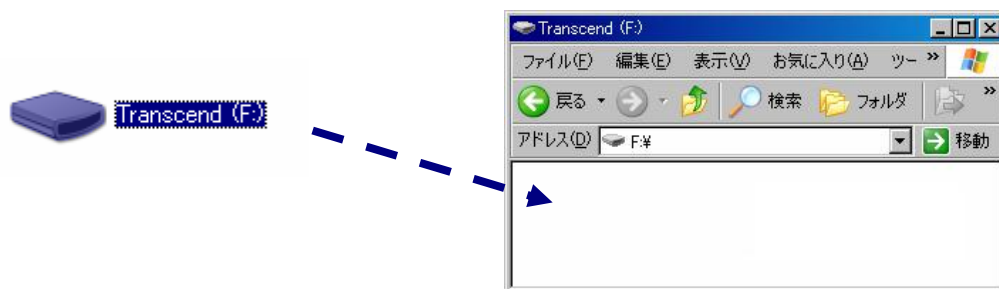 Transcend (F:)
Transcend (F:)
ファイル(F) 編集(E) 表示(V) お気に入り(A) ツー »
戻る 検索 フォルダ »
アドレス(D) F:¥ 移動